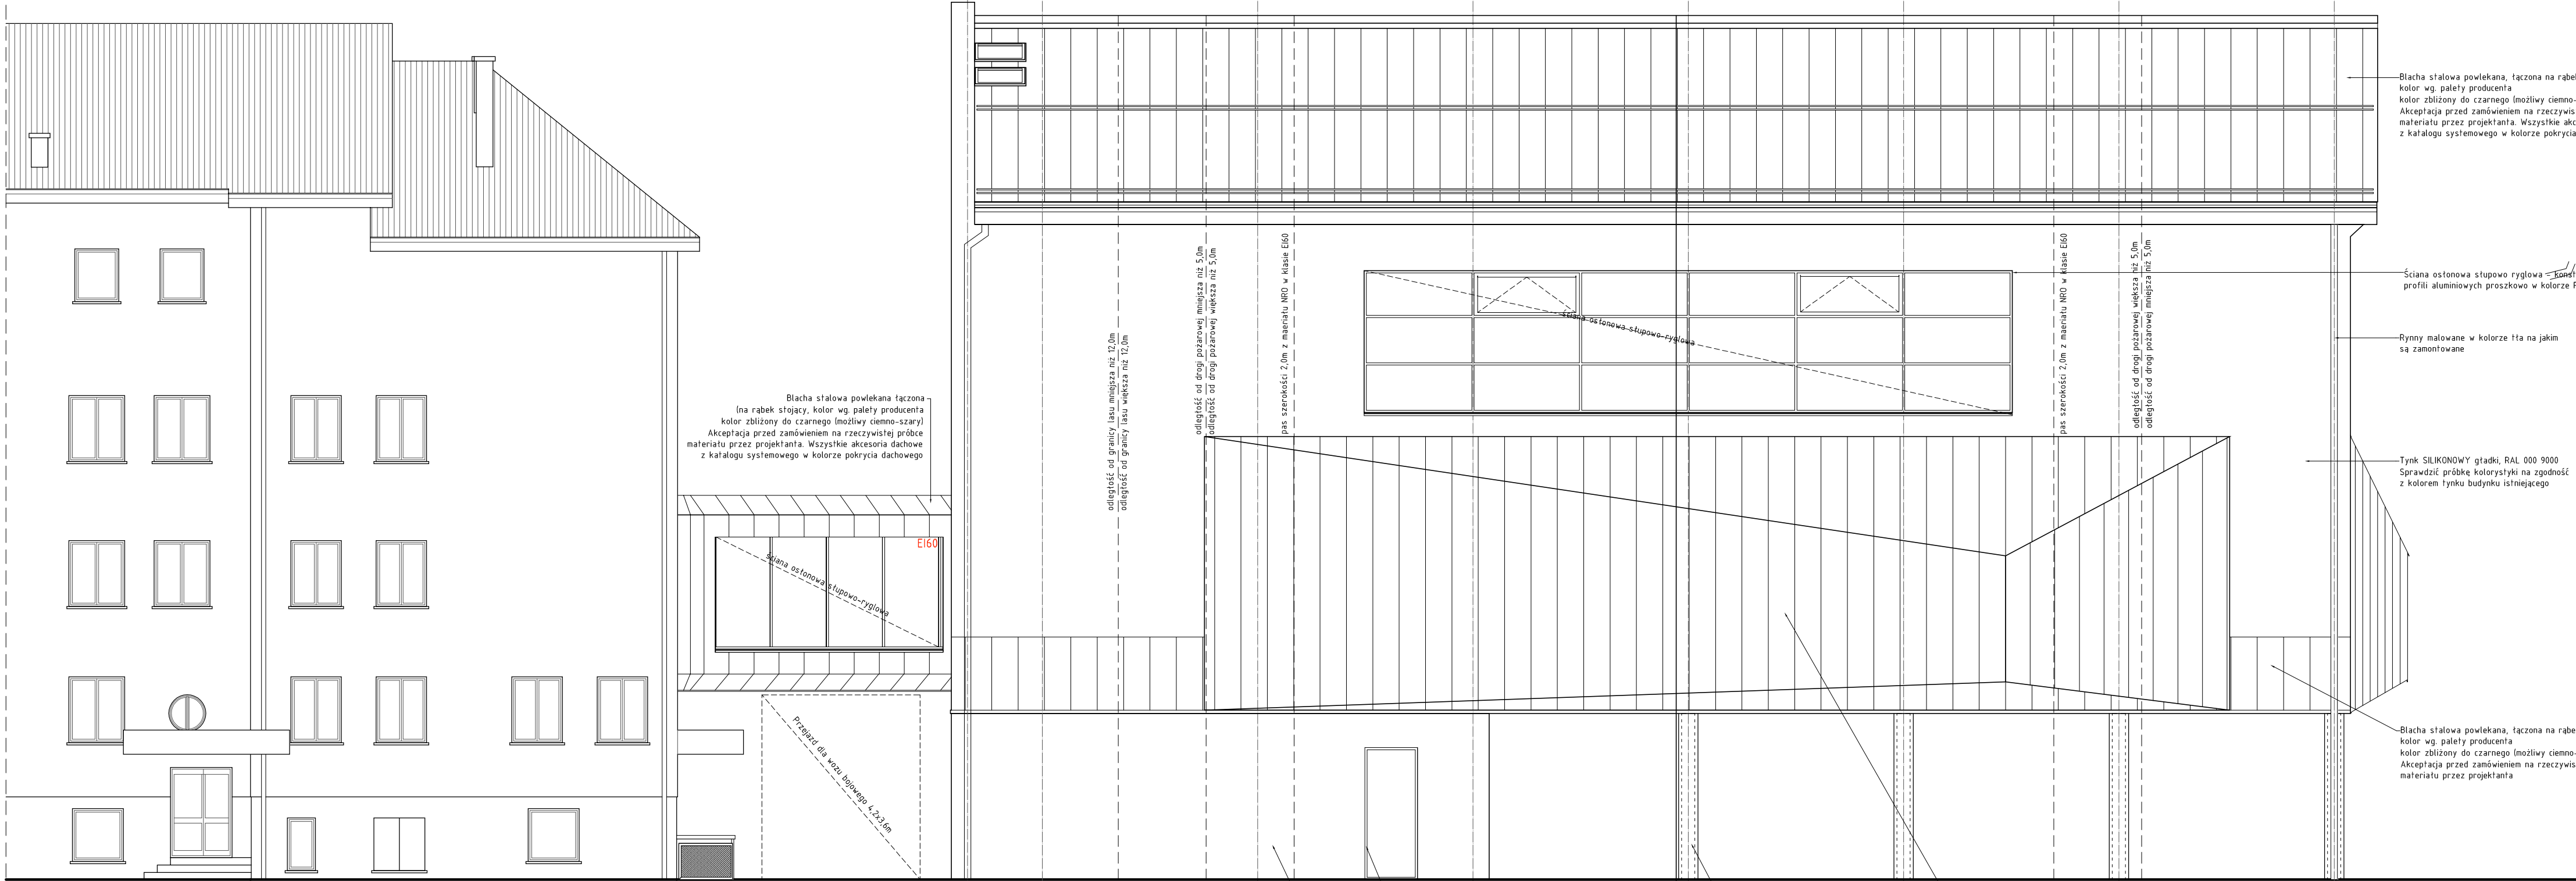 Blacha stalowa powlekana, łączona na rąbe
kolor wg. palety producenta
kolor zbliżony do czarnego (możliwy ciemno-
Akceptacja przed zamówieniem na rzeczywis
materiału przez projektanta. Wszystkie akc
z katalogu systemowego w kolorze pokrycia
odległość od granicy lasu mniejsza niż 12,0m
odległość od granicy lasu większa niż 12,0m
odległość od drogi pożarowej mniejsza niż 5,0m
odległość od drogi pożarowej większa niż 5,0m
pas szerokości 2,0m z maeriału NRO w klasie EI60
ściana osłonowa słupowo-ryglowa
pas szerokości 2,0m z maeriału NRO w klasie EI60
odległość od drogi pożarowej większa niż 5,0m
odległość od drogi pożarowej mniejsza niż 5,0m
Ściana osłonowa słupowo ryglowa - konst
profili aluminiowych proszkowo w kolorze
Rynny malowane w kolorze tła na jakim
są zamontowane
Blacha stalowa powlekana łączona
(na rąbek stojący, kolor wg. palety producenta
kolor zbliżony do czarnego (możliwy ciemno-szary)
Akceptacja przed zamówieniem na rzeczywistej próbce
materiału przez projektanta. Wszystkie akcesoria dachowe
z katalogu systemowego w kolorze pokrycia dachowego
Tynk SILIKONOWY gładki, RAL 000 9000
Sprawdzić próbkę kolorystyki na zgodność
z kolorem tynku budynku istniejącego
EI60
ściana osłonowa słupowo-ryglowa
Przejazd dla wozu bojowego 4,2x3,6m
Blacha stalowa powlekana, łączona na rąbe
kolor wg. palety producenta
kolor zbliżony do czarnego (możliwy ciemno-
Akceptacja przed zamówieniem na rzeczywis
materiału przez projektanta